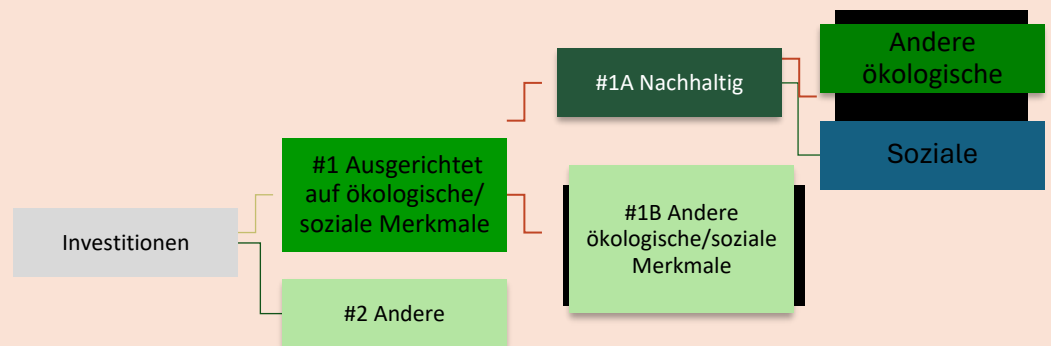 Investitionen
#1 Ausgerichtet
auf ökologische/
soziale Merkmale
#2 Andere
#1A Nachhaltig
#1B Andere
ökologische/soziale
Merkmale
Andere
ökologische
Soziale